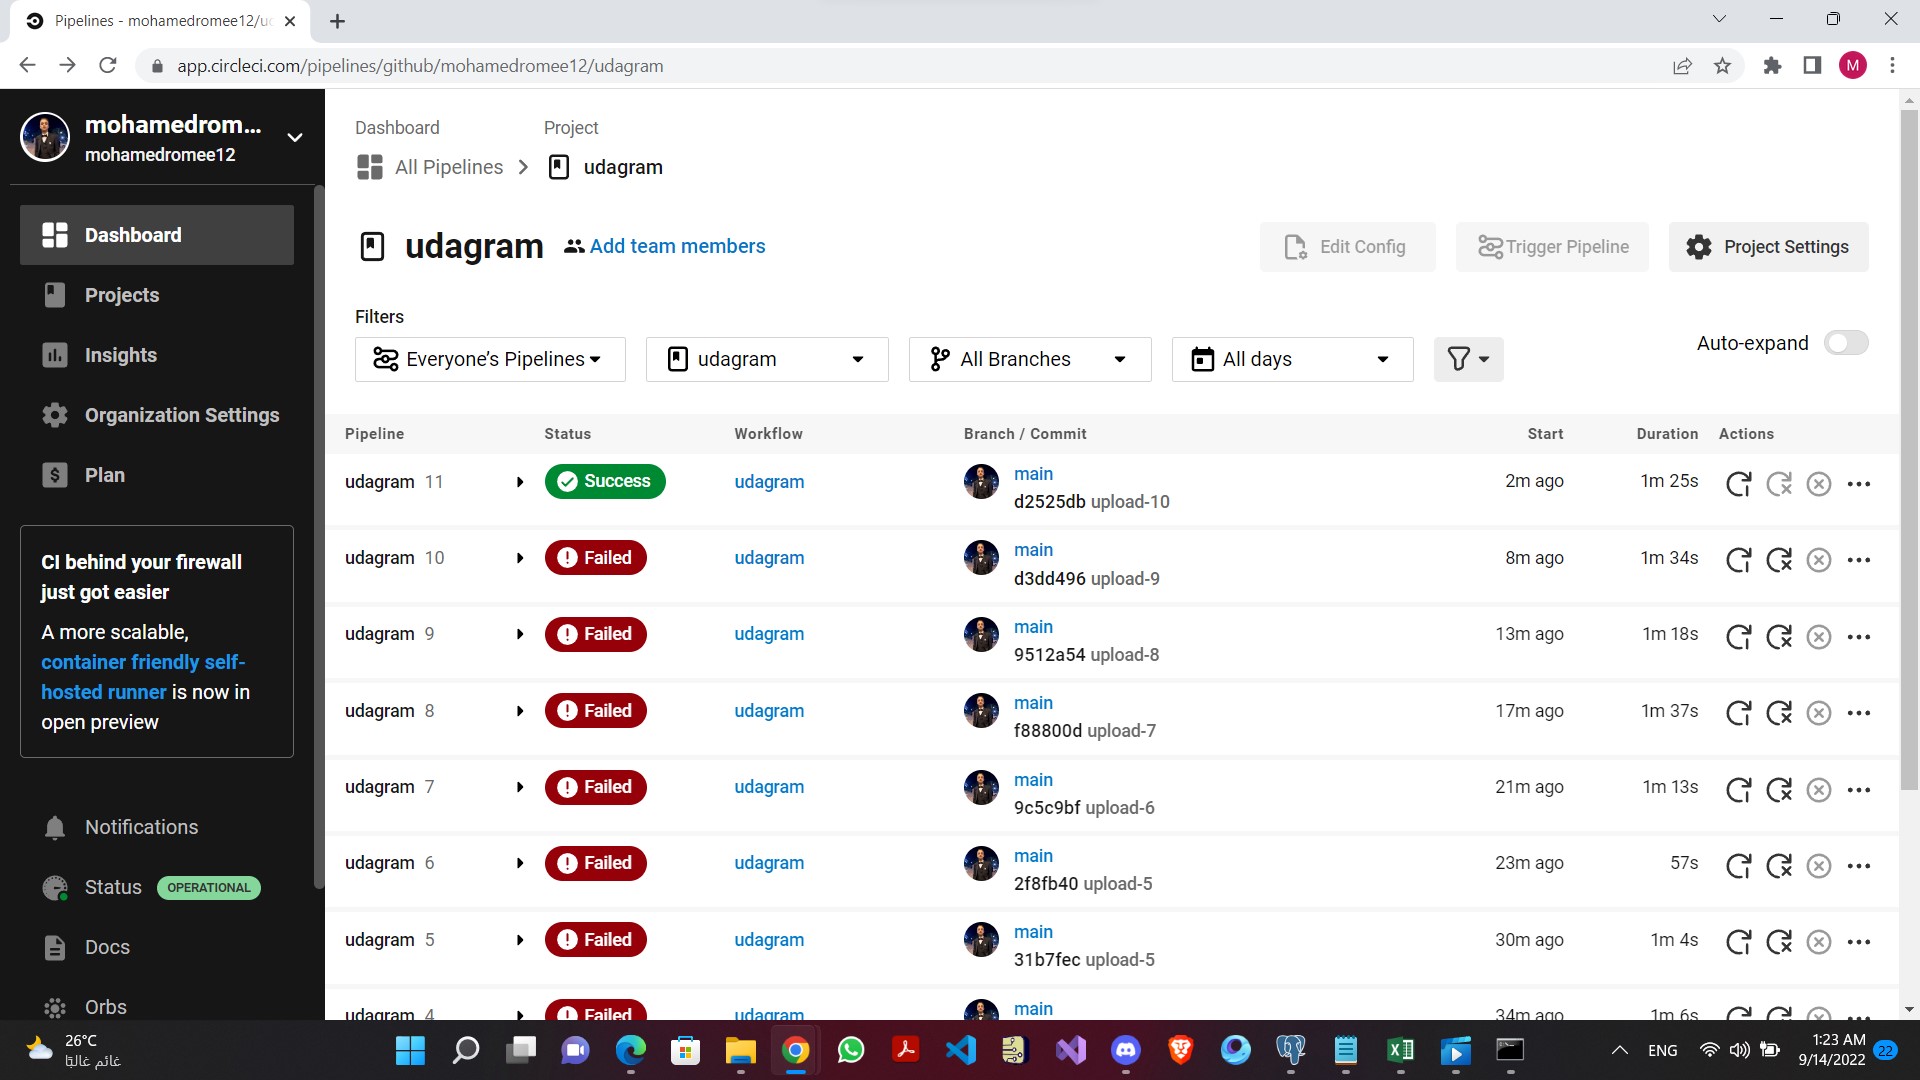 Pipelines - mohamedromee12/uc
app.circleci.com/pipelines/github/mohamedromee12/udagram
M
mohamedrom...
mohamedromee12
Dashboard
Projects
Insights
Organization Settings
Plan
CI behind your firewall
just got easier
A more scalable,
container friendly self-
hosted runner is now in
open preview
Notifications
Status OPERATIONAL
Docs
Orbs
Dashboard Project
All Pipelines udagram
udagram Add team members Edit Config Trigger Pipeline Project Settings
Filters
Everyone’s Pipelines udagram All Branches All days Auto-expand
Pipeline Status Workflow Branch / Commit Start Duration Actions
udagram 11 Success udagram main 2m ago 1m 25s
d2525db upload-10
udagram 10 Failed udagram main 8m ago 1m 34s
d3dd496 upload-9
udagram 9 Failed udagram main 13m ago 1m 18s
9512a54 upload-8
udagram 8 Failed udagram main 17m ago 1m 37s
f88800d upload-7
udagram 7 Failed udagram main 21m ago 1m 13s
9c5c9bf upload-6
udagram 6 Failed udagram main 23m ago 57s
2f8fb40 upload-5
udagram 5 Failed udagram main 30m ago 1m 4s
31b7fec upload-5
udagram 4 Failed udagram main 34m ago 1m 6s
26°C
غائم غالبًا
ENG
1:23 AM
9/14/2022
22